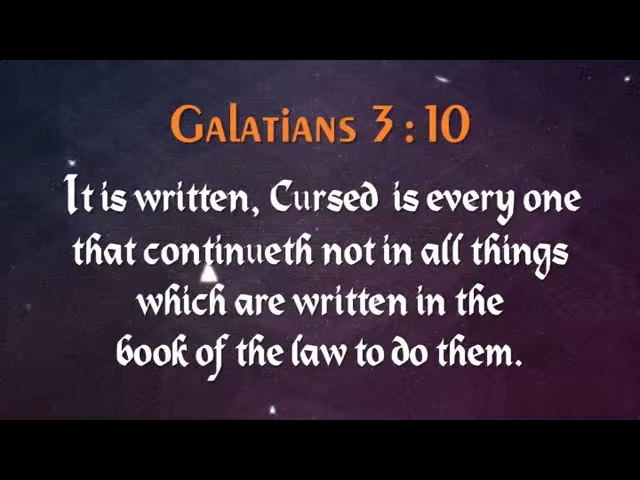 Galatians 3:10
It is written, Cursed is every one
that continueth not in all things
which are written in the
book of the law to do them.